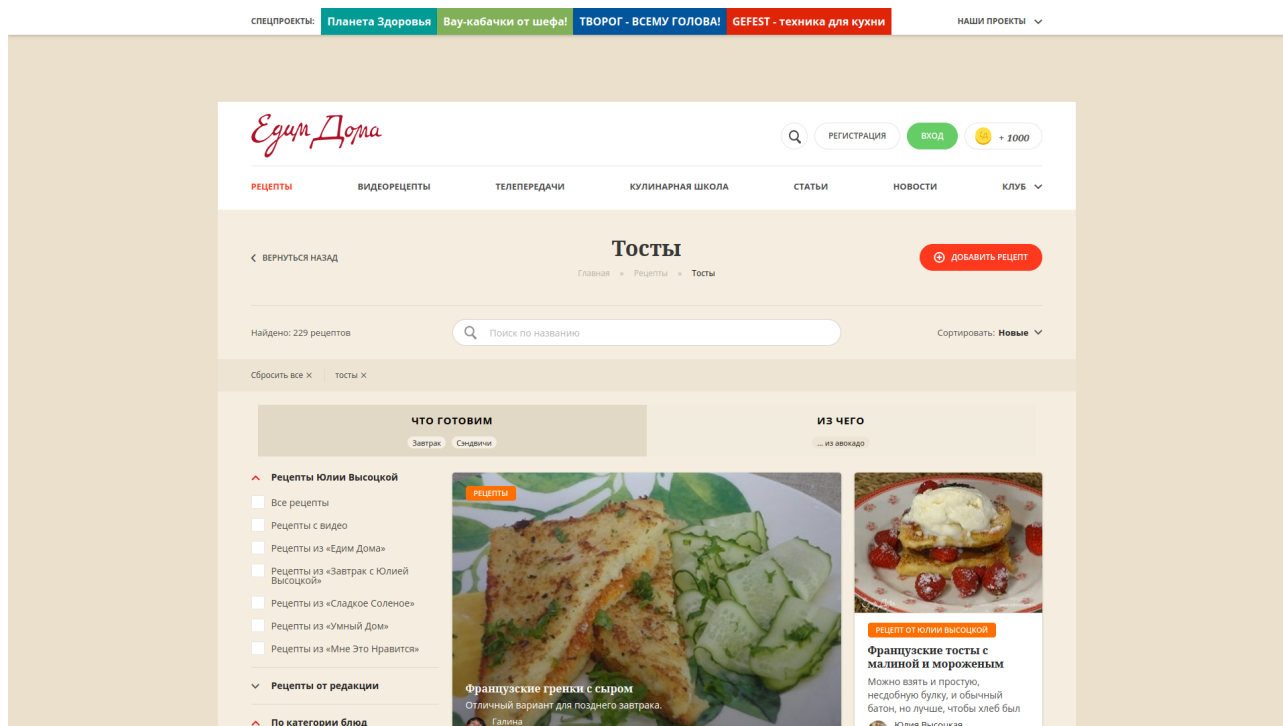 СПЕЦПРОЕКТЫ: Планета Здоровья Вау-кабачки от шефа! ТВОРОГ - ВСЕМУ ГОЛОВА! GEFEST - техника для кухни НАШИ ПРОЕКТЫ
Едим Дома
РЕГИСТРАЦИЯ ВХОД + 1000
РЕЦЕПТЫ ВИДЕОРЕЦЕПТЫ ТЕЛЕПЕРЕДАЧИ КУЛИНАРНАЯ ШКОЛА СТАТЬИ НОВОСТИ КЛУБ
ВЕРНУТЬСЯ НАЗАД
Тосты
Главная » Рецепты » Тосты
ДОБАВИТЬ РЕЦЕПТ
Найдено: 229 рецептов
Поиск по названию
Сортировать: Новые
Сбросить все × тосты ×
ЧТО ГОТОВИМ
Завтрак Сэндвичи
ИЗ ЧЕГО
... из авокадо
Рецепты Юлии Высоцкой
Все рецепты
Рецепты с видео
Рецепты из «Едим Дома»
Рецепты из «Завтрак с Юлией
Высоцкой»
Рецепты из «Сладкое Соленое»
Рецепты из «Умный Дом»
Рецепты из «Мне Это Нравится»
Рецепты от редакции
По категории блюд
РЕЦЕПТЫ
Французские гренки с сыром
Отличный вариант для позднего завтрака.
Галина
РЕЦЕПТ ОТ ЮЛИИ ВЫСОЦКОЙ
Французские тосты с
малиной и мороженым
Можно взять и простую,
несдобную булку, и обычный
батон, но лучше, чтобы хлеб был
Юлия Высоцкая